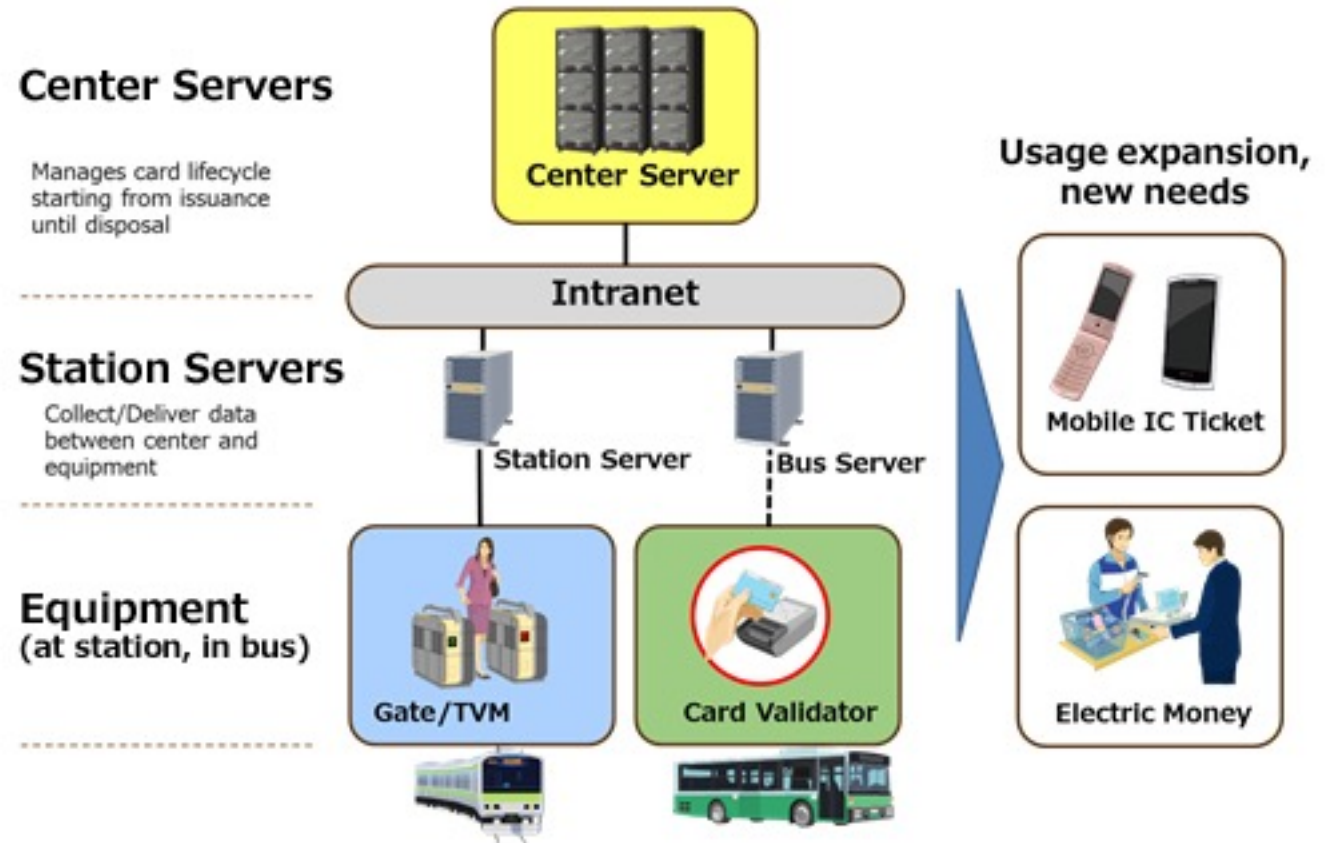 Center Servers
Manages card lifecycle
starting from issuance
until disposal
Center Server
Intranet
Station Servers
Collect/Deliver data
between center and
equipment
Station Server
Bus Server
Equipment
(at station, in bus)
Gate/TVM
Card Validator
Usage expansion,
new needs
Mobile IC Ticket
Electric Money